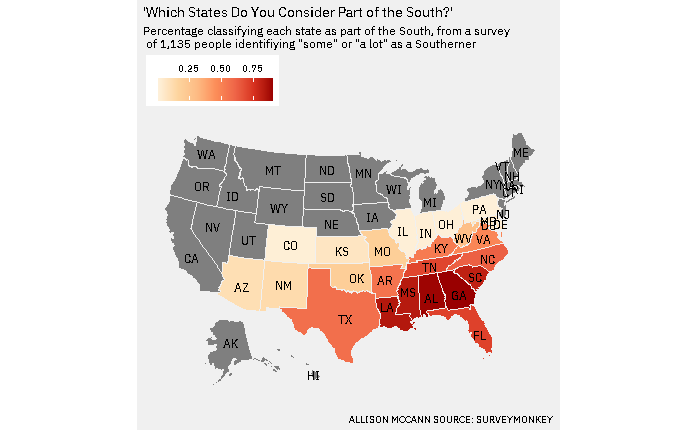 'Which States Do You Consider Part of the South?'
Percentage classifying each state as part of the South, from a survey
of 1,135 people identifiying "some" or "a lot" as a Southerner
0.25 0.50 0.75
WA
MT
ND
MN
ME
VT
NH
OR
ID
SD
WI
MI
NY
MA
CT
RI
WY
NE
IA
PA
NJ
NV
UT
CO
KS
MO
IL
IN
OH
MD
DE
DC
WV
VA
CA
AZ
NM
OK
AR
KY
TN
NC
SC
MS
AL
GA
LA
TX
FL
AK
HI
ALLISON MCCANN SOURCE: SURVEYMONKEY